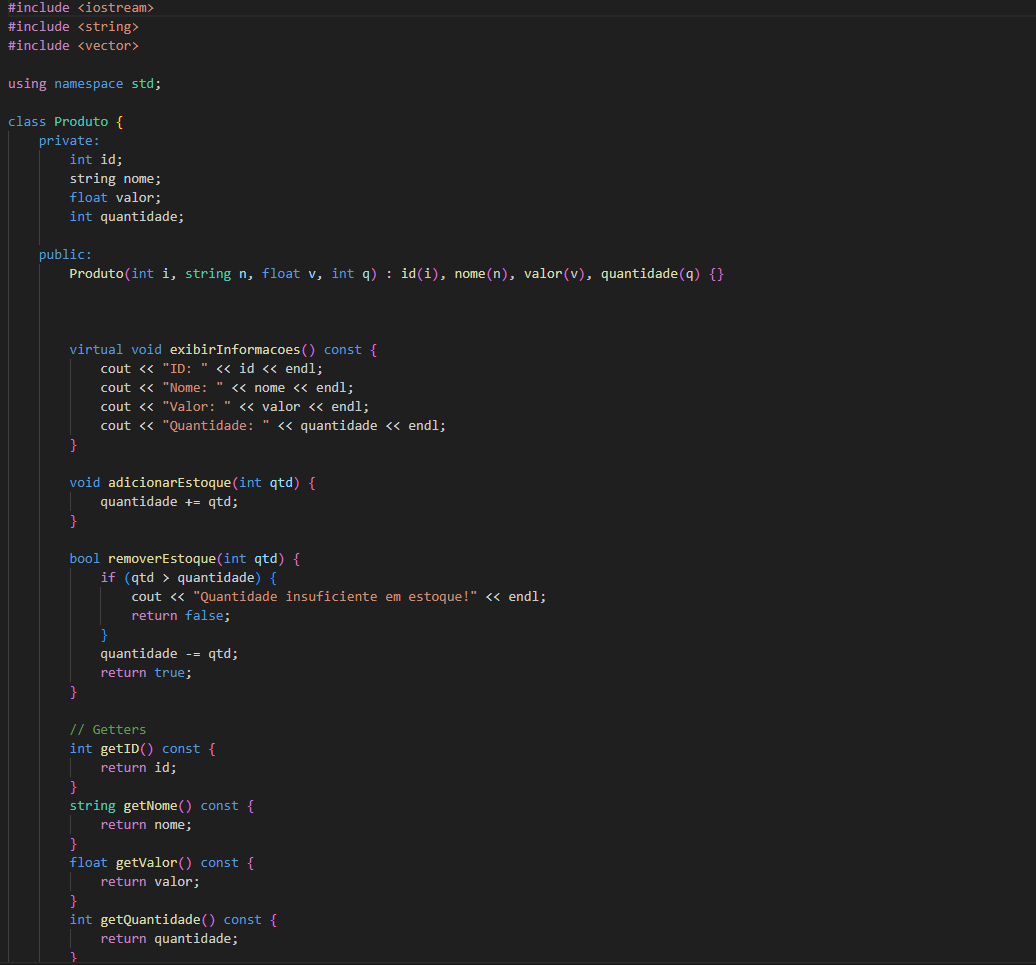 #include <iostream>
#include <string>
#include <vector>
using namespace std;
class Produto {
private:
int id;
string nome;
float valor;
int quantidade;
public:
Produto(int i, string n, float v, int q) : id(i), nome(n), valor(v), quantidade(q) {}
virtual void exibirInformacoes() const {
cout << "ID: " << id << endl;
cout << "Nome: " << nome << endl;
cout << "Valor: " << valor << endl;
cout << "Quantidade: " << quantidade << endl;
}
void adicionarEstoque(int qtd) {
quantidade += qtd;
}
bool removerEstoque(int qtd) {
if (qtd > quantidade) {
cout << "Quantidade insuficiente em estoque!" << endl;
return false;
}
quantidade -= qtd;
return true;
}
// Getters
int getID() const {
return id;
}
string getNome() const {
return nome;
}
float getValor() const {
return valor;
}
int getQuantidade() const {
return quantidade;
}